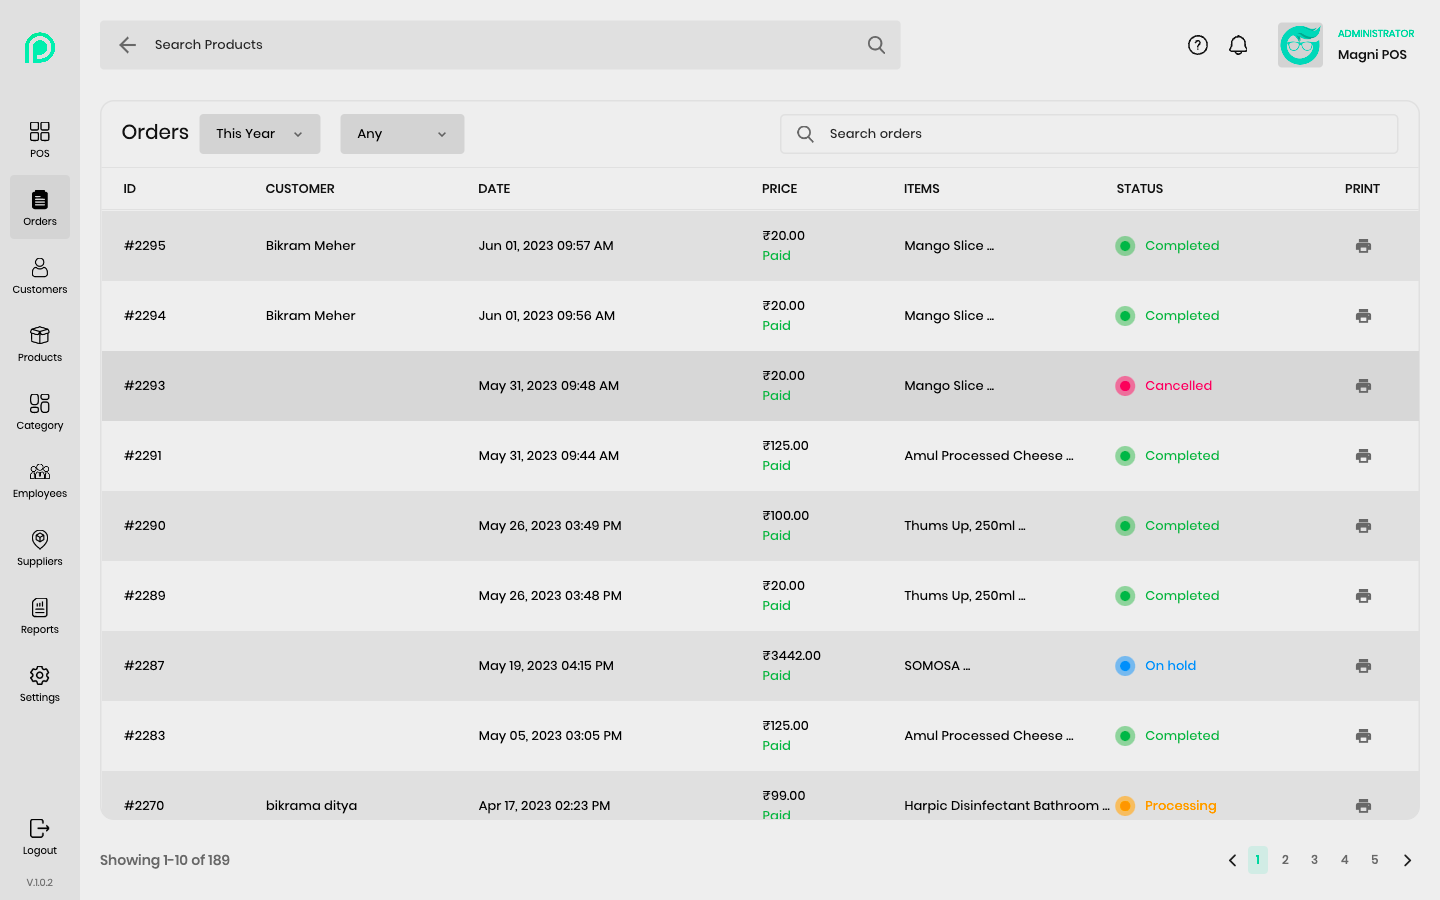 Search Products
ADMINISTRATOR
Magni POS
POS
Orders
Customers
Products
Category
Employees
Suppliers
Reports
Settings
Logout
V.1.0.2
Orders This Year Any Search orders
ID CUSTOMER DATE PRICE ITEMS STATUS PRINT
#2295 Bikram Meher Jun 01, 2023 09:57 AM ₹20.00 Paid Mango Slice ... Completed
#2294 Bikram Meher Jun 01, 2023 09:56 AM ₹20.00 Paid Mango Slice ... Completed
#2293 May 31, 2023 09:48 AM ₹20.00 Paid Mango Slice ... Cancelled
#2291 May 31, 2023 09:44 AM ₹125.00 Paid Amul Processed Cheese ... Completed
#2290 May 26, 2023 03:49 PM ₹100.00 Paid Thums Up, 250ml ... Completed
#2289 May 26, 2023 03:48 PM ₹20.00 Paid Thums Up, 250ml ... Completed
#2287 May 19, 2023 04:15 PM ₹3442.00 Paid SOMOSA ... On hold
#2283 May 05, 2023 03:05 PM ₹125.00 Paid Amul Processed Cheese ... Completed
#2270 bikrama ditya Apr 17, 2023 02:23 PM ₹99.00 Paid Harpic Disinfectant Bathroom ... Processing
Showing 1-10 of 189
1 2 3 4 5